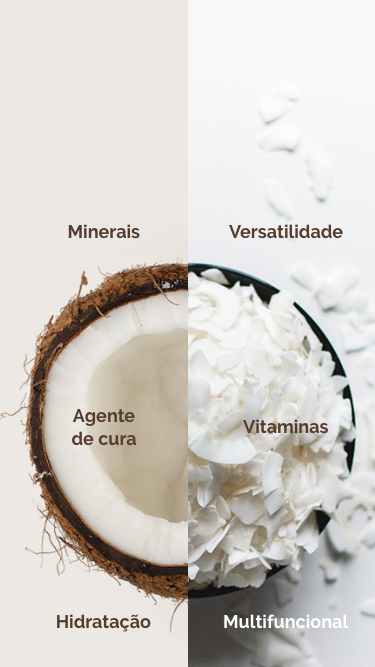 Minerais
Versatilidade
Agente
de cura
Vitaminas
Hidratação
Multifuncional